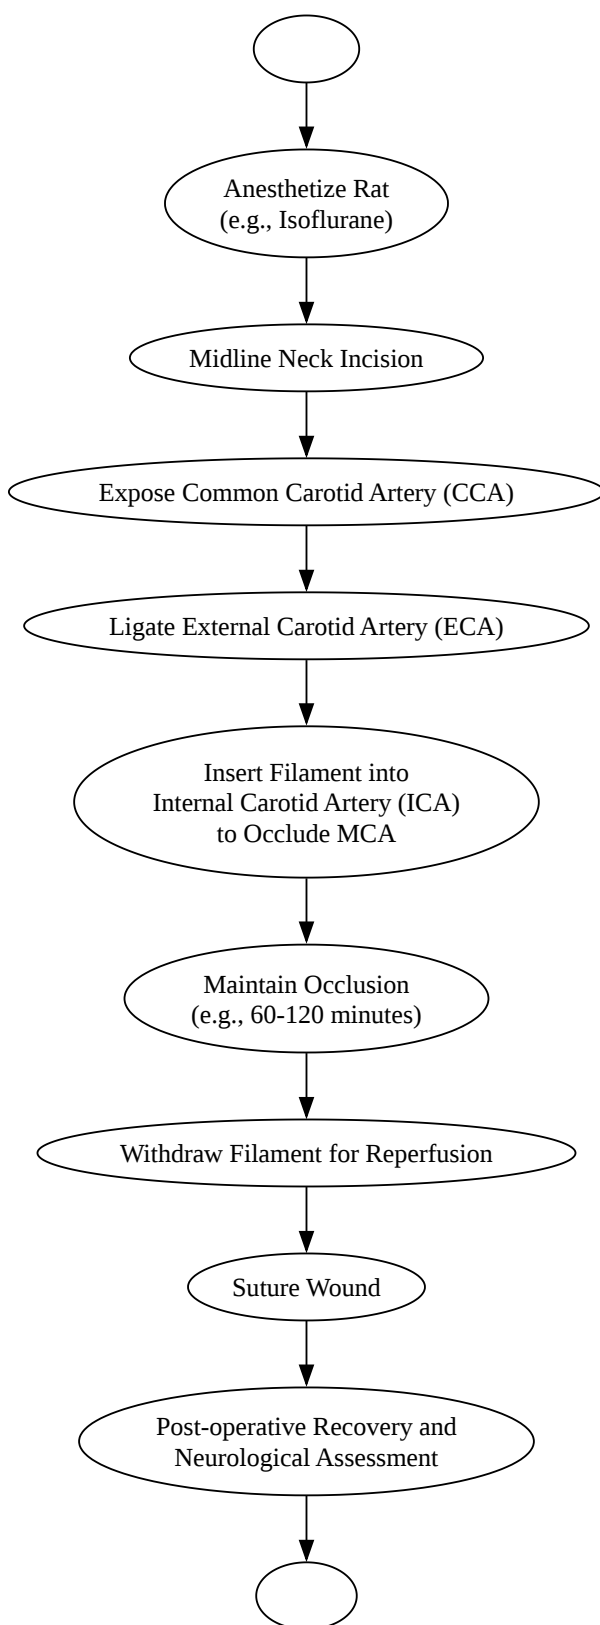 Anesthetize Rat
(e.g., Isoflurane)
Midline Neck Incision
Expose Common Carotid Artery (CCA)
Ligate External Carotid Artery (ECA)
Insert Filament into
Internal Carotid Artery (ICA)
to Occlude MCA
Maintain Occlusion
(e.g., 60-120 minutes)
Withdraw Filament for Reperfusion
Suture Wound
Post-operative Recovery and
Neurological Assessment